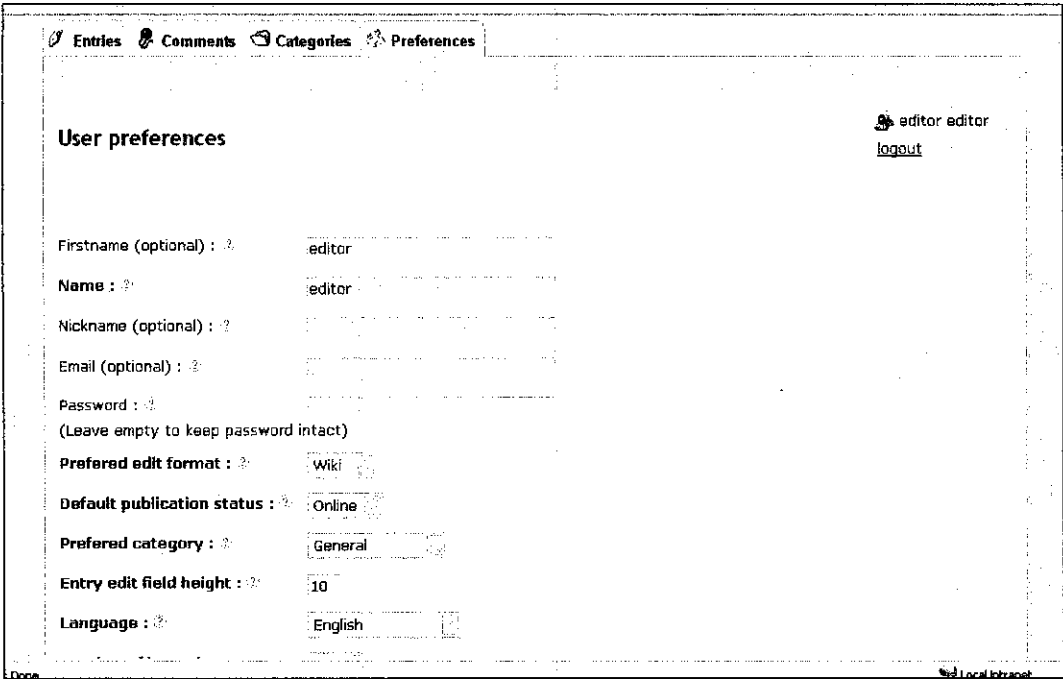 Entries Comments Categories Preferences
editor editor
User preferences
logout
Firstname (optional) : ? editor
Name : ? editor
Nickname (optional) : ?
Email (optional) : ?
Password : ?
(Leave empty to keep password intact)
Prefered edit format : ? Wiki
Default publication status : ? Online
Prefered category : ? General
Entry edit field height : ? 10
Language : ? English
Done Local intranet